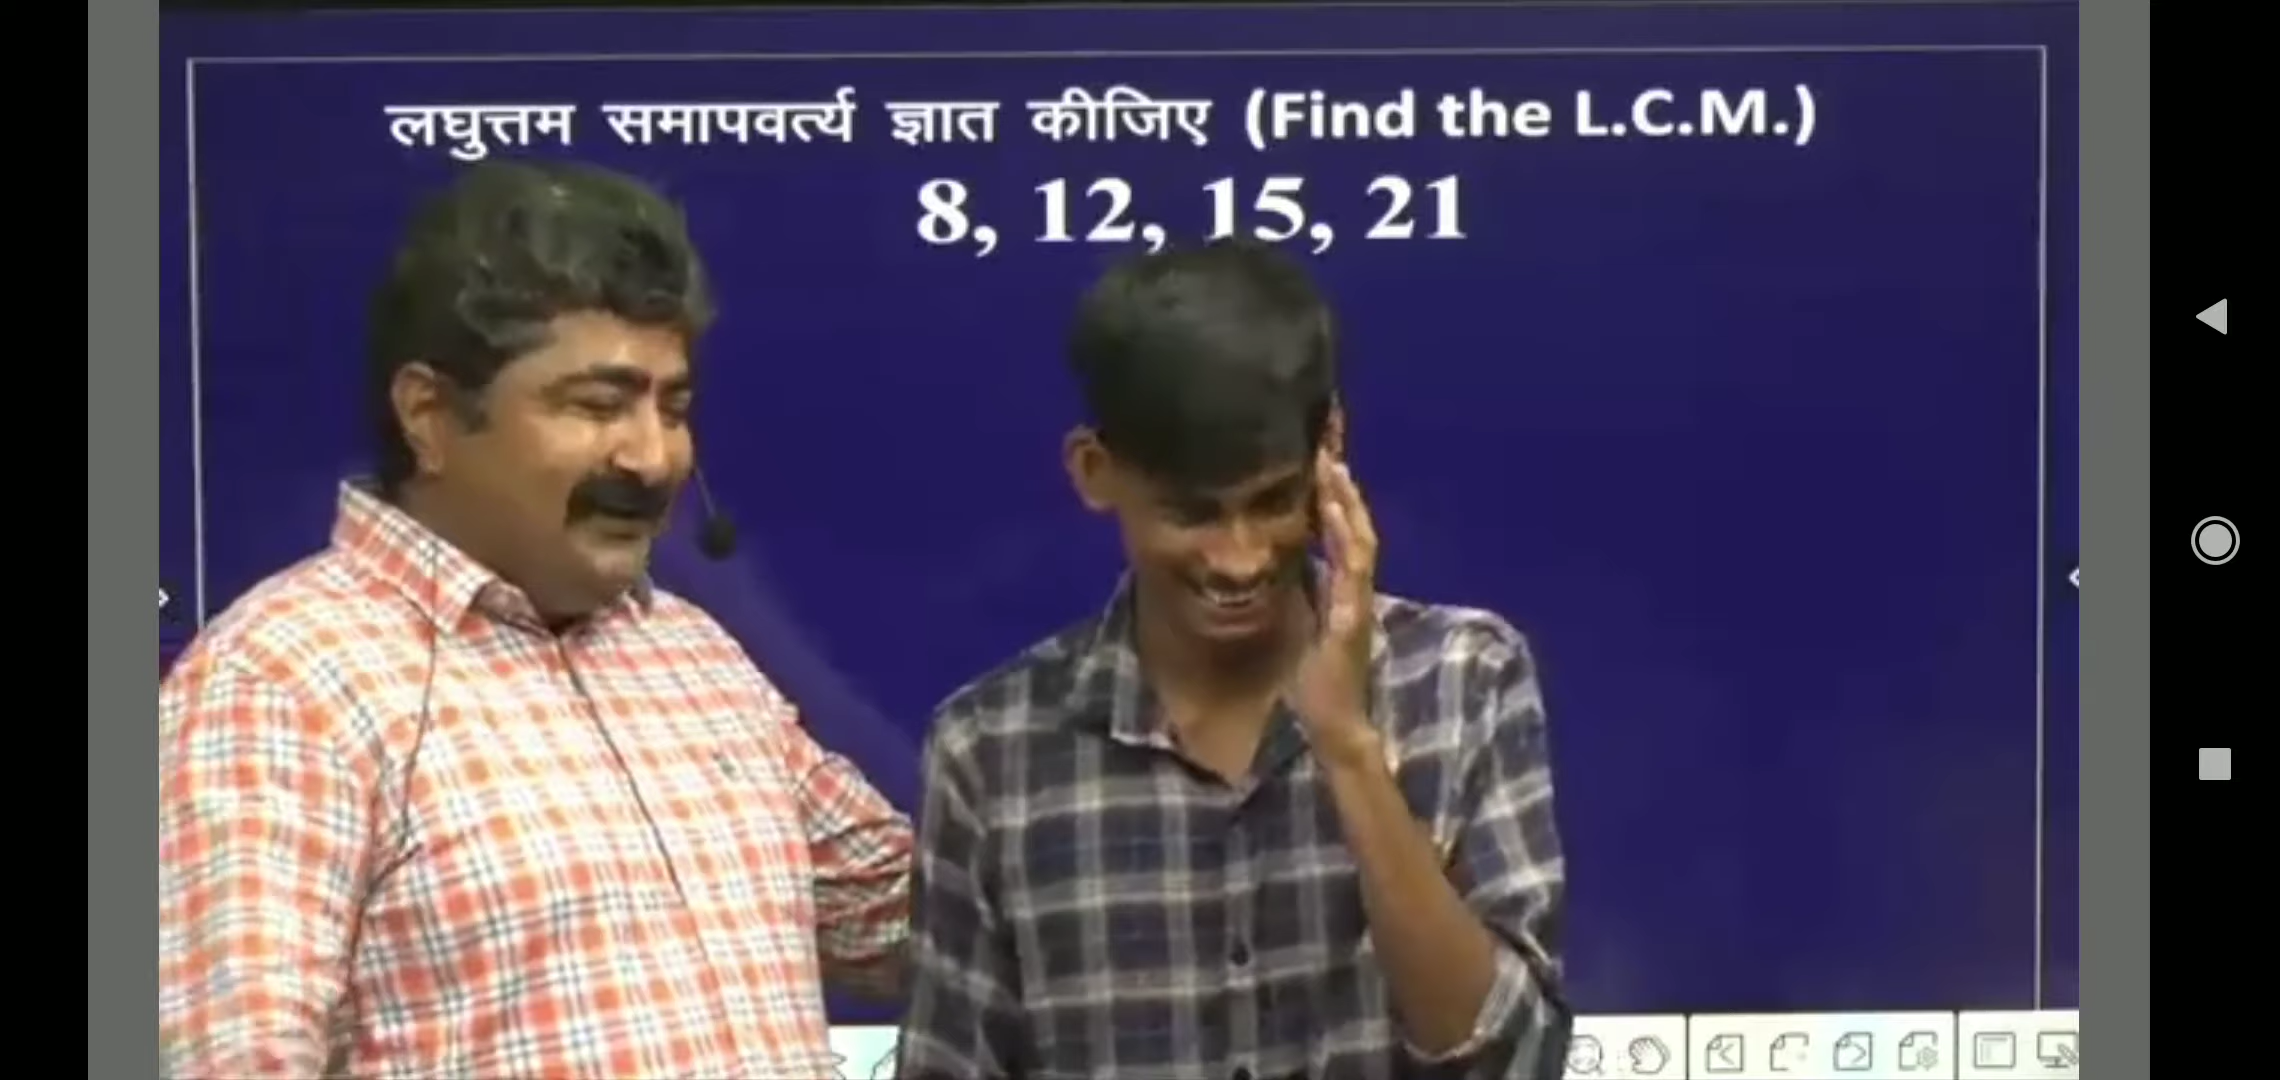 लघुत्तम समापवर्त्य ज्ञात कीजिए (Find the L.C.M.)
8, 12, 15, 21